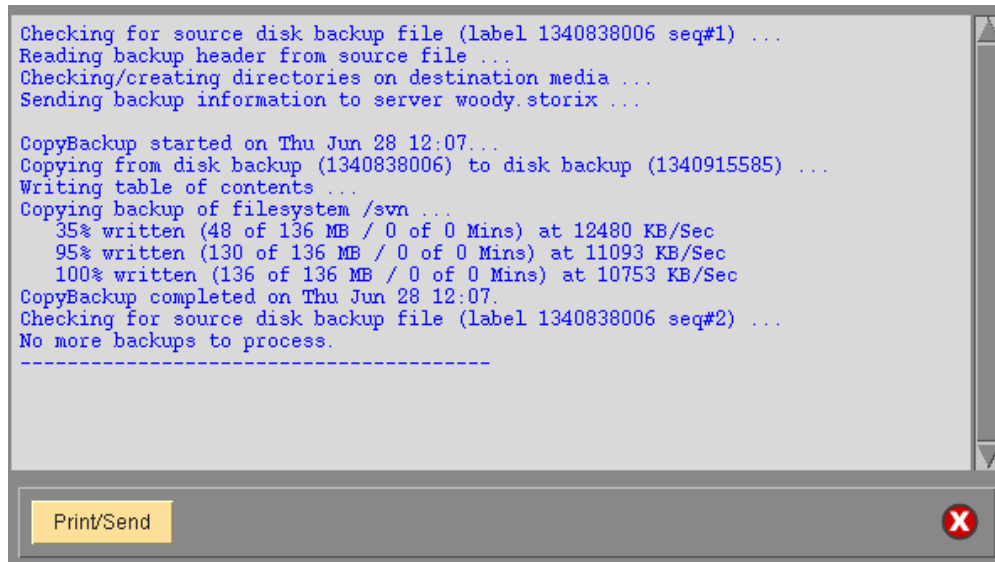 Checking for source disk backup file (label 1340838006 seq#1) ...
Reading backup header from source file ...
Checking/creating directories on destination media ...
Sending backup information to server woody.storix ...
CopyBackup started on Thu Jun 28 12:07...
Copying from disk backup (1340838006) to disk backup (1340915585) ...
Writing table of contents ...
Copying backup of filesystem /svn ...
35% written (48 of 136 MB / 0 of 0 Mins) at 12480 KB/Sec
95% written (130 of 136 MB / 0 of 0 Mins) at 11093 KB/Sec
100% written (136 of 136 MB / 0 of 0 Mins) at 10753 KB/Sec
CopyBackup completed on Thu Jun 28 12:07.
Checking for source disk backup file (label 1340838006 seq#2) ...
No more backups to process.
----------------------------------------
Print/Send